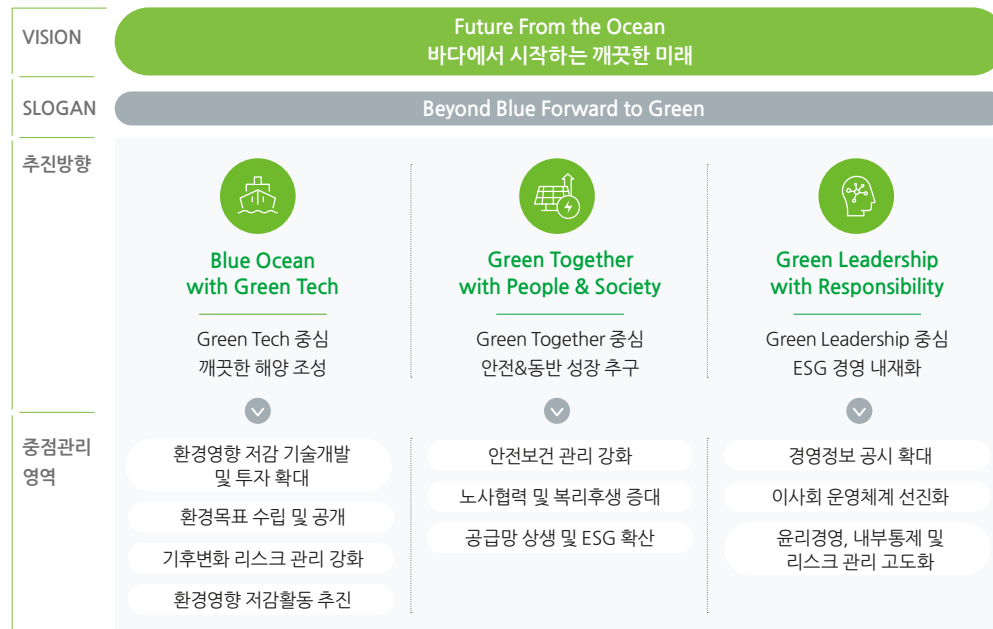 VISION
Future From the Ocean
바다에서 시작하는 깨끗한 미래
SLOGAN
Beyond Blue Forward to Green
추진방향
Blue Ocean
with Green Tech
Green Tech 중심
깨끗한 해양 조성
Green Together
with People & Society
Green Together 중심
안전&동반 성장 추구
Green Leadership
with Responsibility
Green Leadership 중심
ESG 경영 내재화
중점관리
영역
환경영향 저감 기술개발
및 투자 확대
환경목표 수립 및 공개
기후변화 리스크 관리 강화
환경영향 저감활동 추진
안전보건 관리 강화
노사협력 및 복리후생 증대
공급망 상생 및 ESG 확산
경영정보 공시 확대
이사회 운영체계 선진화
윤리경영, 내부통제 및
리스크 관리 고도화